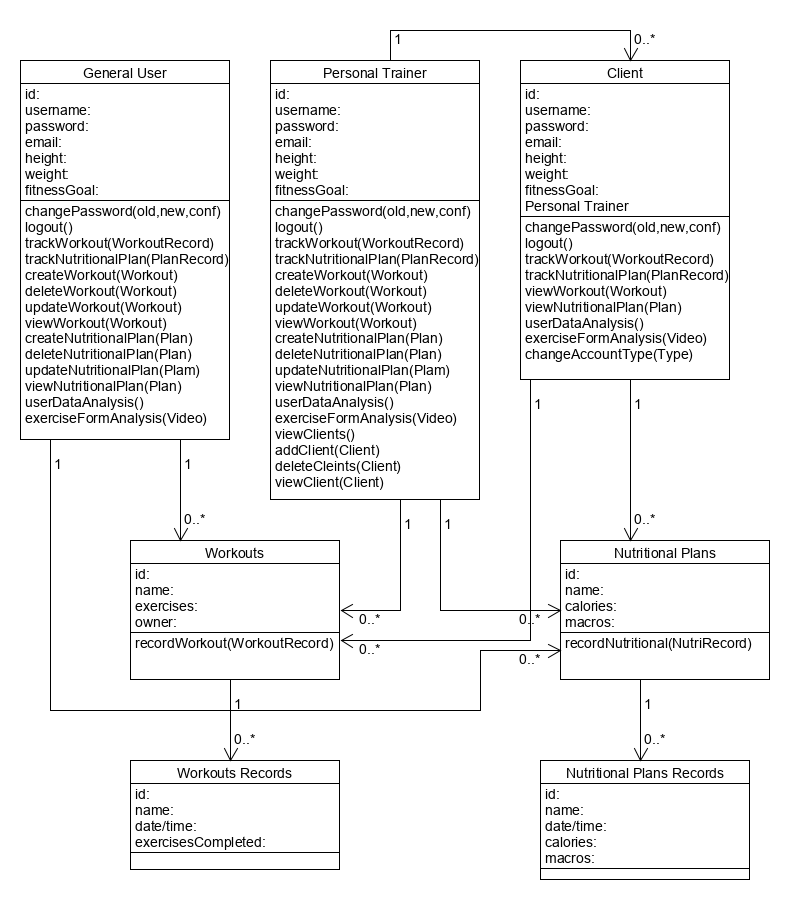 1
0..*
General User
id:
username:
password:
email:
height:
weight:
fitnessGoal:
changePassword(old,new,conf)
logout()
trackWorkout(WorkoutRecord)
trackNutritionalPlan(PlanRecord)
createWorkout(Workout)
deleteWorkout(Workout)
updateWorkout(Workout)
viewWorkout(Workout)
createNutritionalPlan(Plan)
deleteNutritionalPlan(Plan)
updateNutritionalPlan(Plam)
viewNutritionalPlan(Plan)
userDataAnalysis()
exerciseFormAnalysis(Video)
Personal Trainer
id:
username:
password:
email:
height:
weight:
fitnessGoal:
changePassword(old,new,conf)
logout()
trackWorkout(WorkoutRecord)
trackNutritionalPlan(PlanRecord)
createWorkout(Workout)
deleteWorkout(Workout)
updateWorkout(Workout)
viewWorkout(Workout)
createNutritionalPlan(Plan)
deleteNutritionalPlan(Plan)
updateNutritionalPlan(Plam)
viewNutritionalPlan(Plan)
userDataAnalysis()
exerciseFormAnalysis(Video)
viewClients()
addClient(Client)
deleteCleints(Client)
viewClient(Client)
Client
id:
username:
password:
email:
height:
weight:
fitnessGoal:
Personal Trainer
changePassword(old,new,conf)
logout()
trackWorkout(WorkoutRecord)
trackNutritionalPlan(PlanRecord)
viewWorkout(Workout)
viewNutritionalPlan(Plan)
userDataAnalysis()
exerciseFormAnalysis(Video)
changeAccountType(Type)
1
1
1
1
0..*
1
1
0..*
Workouts
id:
name:
exercises:
owner:
recordWorkout(WorkoutRecord)
0..*
0..*
0..*
0..*
Nutritional Plans
id:
name:
calories:
macros:
recordNutritional(NutriRecord)
1
0..*
1
0..*
Workouts Records
id:
name:
date/time:
exercisesCompleted:
Nutritional Plans Records
id:
name:
date/time:
calories:
macros: